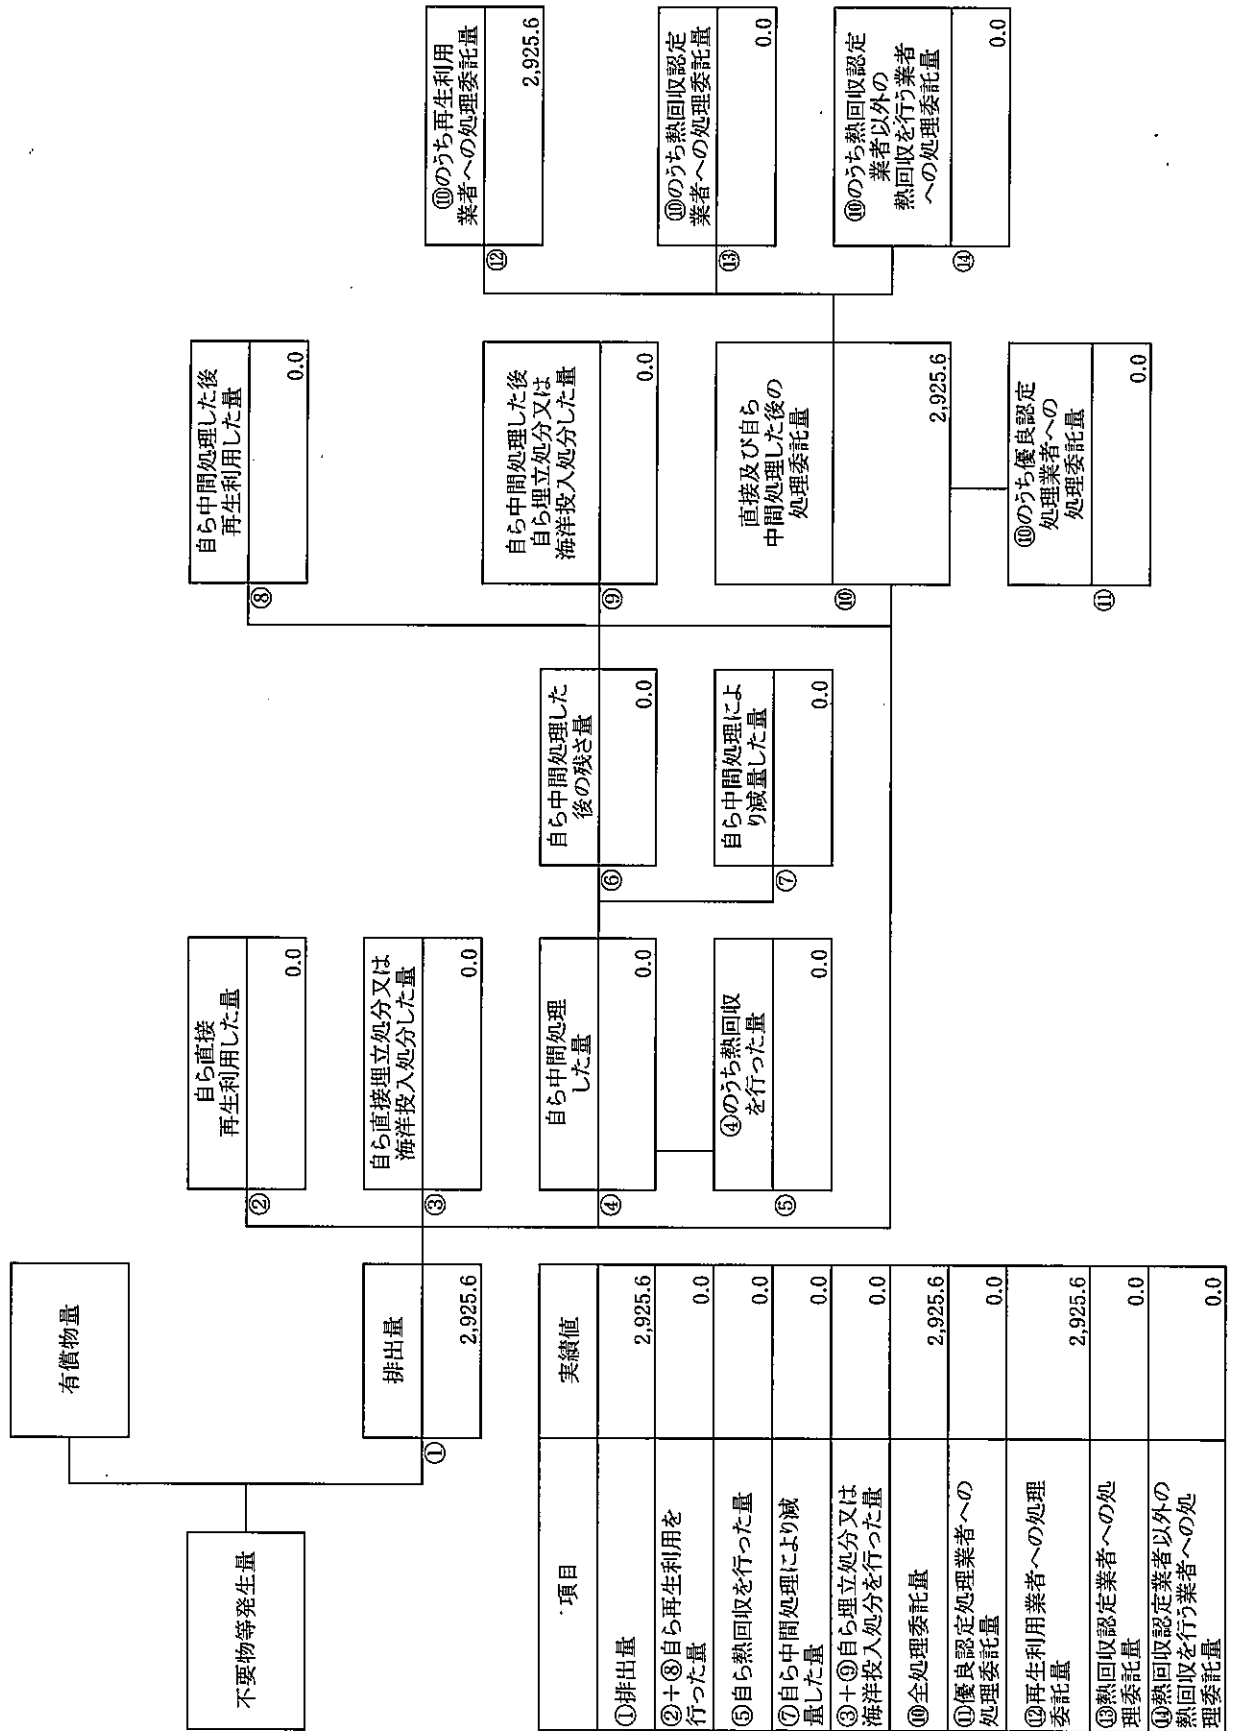 不要物等発生量
有償物量
排出量
①
2,925.6
自ら直接
再生利用した量
②
0.0
自ら直接埋立処分又は
海洋投入処分した量
③
0.0
自ら中間処理
した量
④
0.0
④のうち熱回収
を行った量
⑤
0.0
自ら中間処理した
後の残さ量
⑥
0.0
自ら中間処理によ
り減量した量
⑦
0.0
自ら中間処理した後
再生利用した量
⑧
0.0
自ら中間処理した後
自ら埋立処分又は
海洋投入処分した量
⑨
0.0
直接及び自ら
中間処理した後の
処理委託量
⑩
2,925.6
⑩のうち優良認定
処理業者への
処理委託量
⑪
0.0
⑩のうち再生利用
業者への処理委託量
⑫
2,925.6
⑩のうち熱回収認定
業者への処理委託量
⑬
0.0
⑩のうち熱回収認定
業者以外の
熱回収を行う業者
への処理委託量
⑭
0.0
項目 実績値
①排出量 2,925.6
②+⑧自ら再生利用を
行った量 0.0
⑤自ら熱回収を行った量 0.0
⑦自ら中間処理により減
量した量 0.0
③+⑨自ら埋立処分又は
海洋投入処分を行った量 0.0
⑩全処理委託量 2,925.6
⑪優良認定処理業者への
処理委託量 0.0
⑫再生利用業者への処理
委託量 2,925.6
⑬熱回収認定業者への処
理委託量 0.0
⑭熱回収認定業者以外の
熱回収を行う業者への処
理委託量 0.0